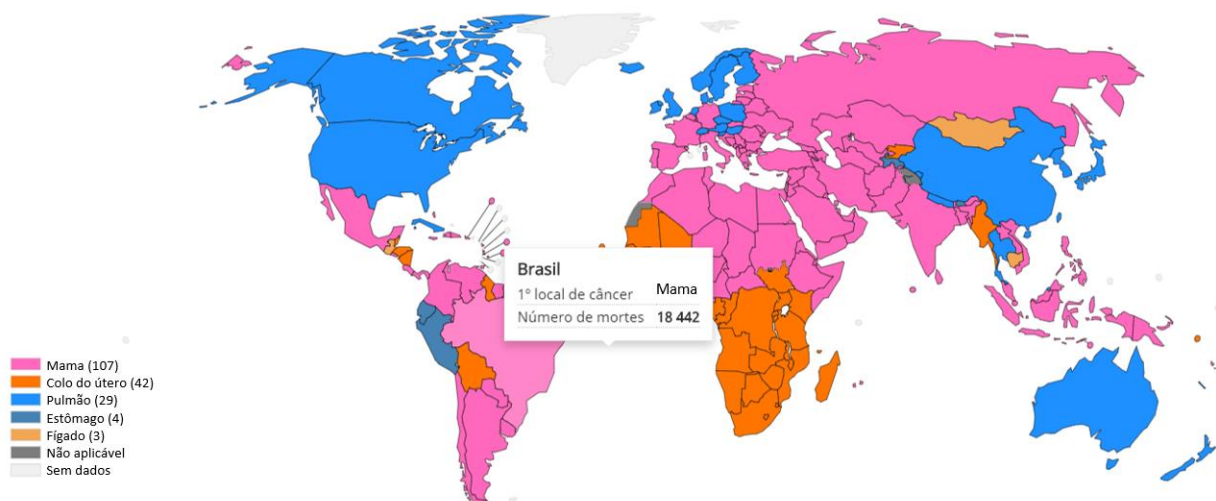 Brasil
1º local de câncer Mama
Número de mortes 18 442
Mama (107)
Colo do útero (42)
Pulmão (29)
Estômago (4)
Fígado (3)
Não aplicável
Sem dados